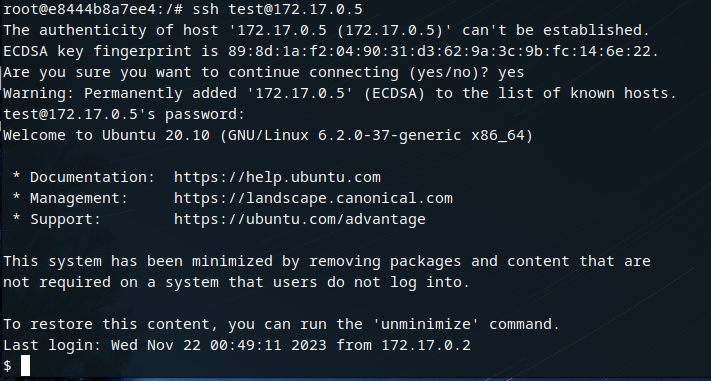 root@e8444b8a7ee4:/# ssh test@172.17.0.5
The authenticity of host '172.17.0.5 (172.17.0.5)' can't be established.
ECDSA key fingerprint is 89:8d:1a:f2:04:90:31:d3:62:9a:3c:9b:fc:14:6e:22.
Are you sure you want to continue connecting (yes/no)? yes
Warning: Permanently added '172.17.0.5' (ECDSA) to the list of known hosts.
test@172.17.0.5's password:
Welcome to Ubuntu 20.10 (GNU/Linux 6.2.0-37-generic x86_64)

 * Documentation:  https://help.ubuntu.com
 * Management:     https://landscape.canonical.com
 * Support:        https://ubuntu.com/advantage

This system has been minimized by removing packages and content that are
not required on a system that users do not log into.

To restore this content, you can run the 'unminimize' command.
Last login: Wed Nov 22 00:49:11 2023 from 172.17.0.2
$